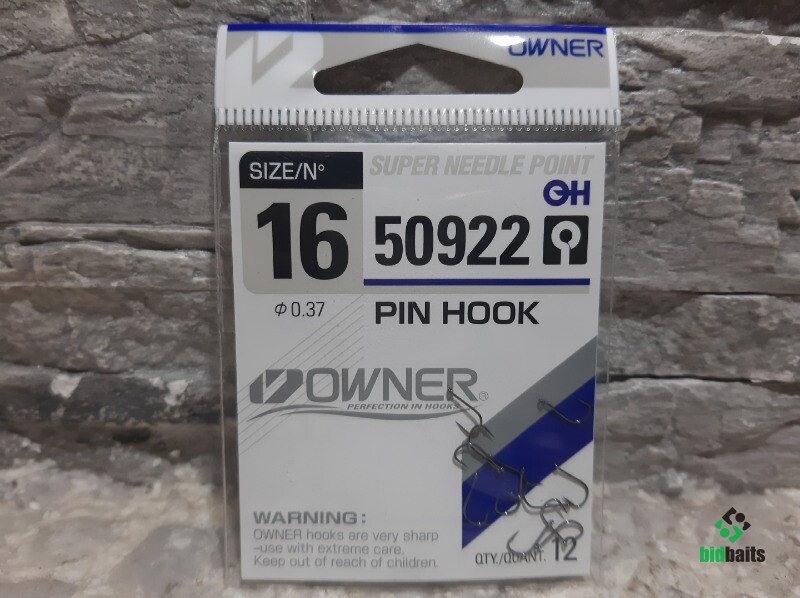 OWNER
SIZE/N°
SUPER NEEDLE POINT
OH
16
50922
φ 0.37
PIN HOOK
OWNER®
PERFECTION IN HOOKS
WARNING:
OWNER hooks are very sharp
-use with extreme care.
Keep out of reach of children.
QTY./QUANT. 12
bidbaits